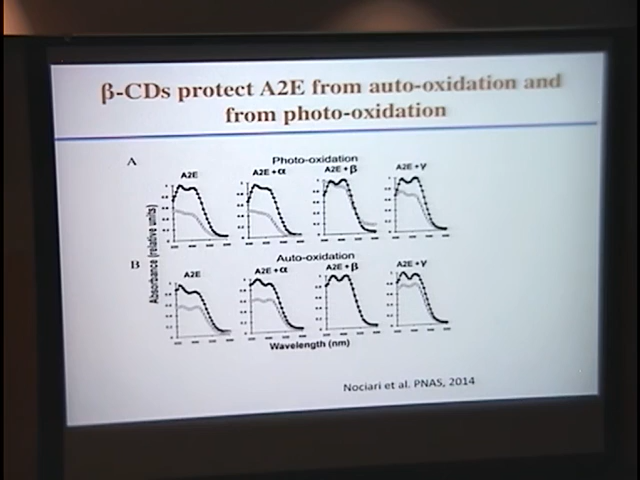 β-CDs protect A2E from auto-oxidation and
from photo-oxidation
A
Photo-oxidation
A2E
A2E + α
A2E + β
A2E + γ
Absorbance (relative units)
B
Auto-oxidation
A2E
A2E + α
A2E + β
A2E + γ
Wavelength (nm)
Nociari et al. PNAS, 2014